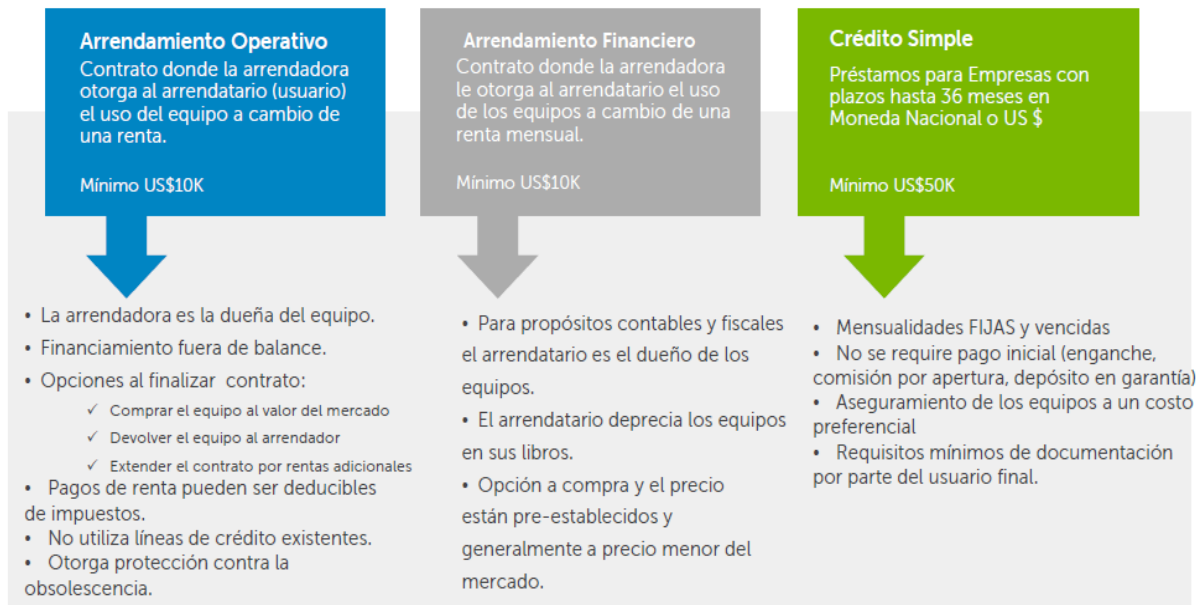 Arrendamiento Operativo
Contrato donde la arrendadora
otorga al arrendatario (usuario)
el uso del equipo a cambio de
una renta.
Mínimo US$10K
• La arrendadora es la dueña del equipo.
• Financiamiento fuera de balance.
• Opciones al finalizar contrato:
✓ Comprar el equipo al valor del mercado
✓ Devolver el equipo al arrendador
✓ Extender el contrato por rentas adicionales
• Pagos de renta pueden ser deducibles
de impuestos.
• No utiliza líneas de crédito existentes.
• Otorga protección contra la
obsolescencia.
Arrendamiento Financiero
Contrato donde la arrendadora
le otorga al arrendatario el uso
de los equipos a cambio de una
renta mensual.
Mínimo US$10K
• Para propósitos contables y fiscales
el arrendatario es el dueño de los
equipos.
• El arrendatario deprecia los equipos
en sus libros.
• Opción a compra y el precio
están pre-establecidos y
generalmente a precio menor del
mercado.
Crédito Simple
Préstamos para Empresas con
plazos hasta 36 meses en
Moneda Nacional o US $
Mínimo US$50K
• Mensualidades FIJAS y vencidas
• No se require pago inicial (enganche,
comisión por apertura, depósito en garantía)
• Aseguramiento de los equipos a un costo
preferencial
• Requisitos mínimos de documentación
por parte del usuario final.